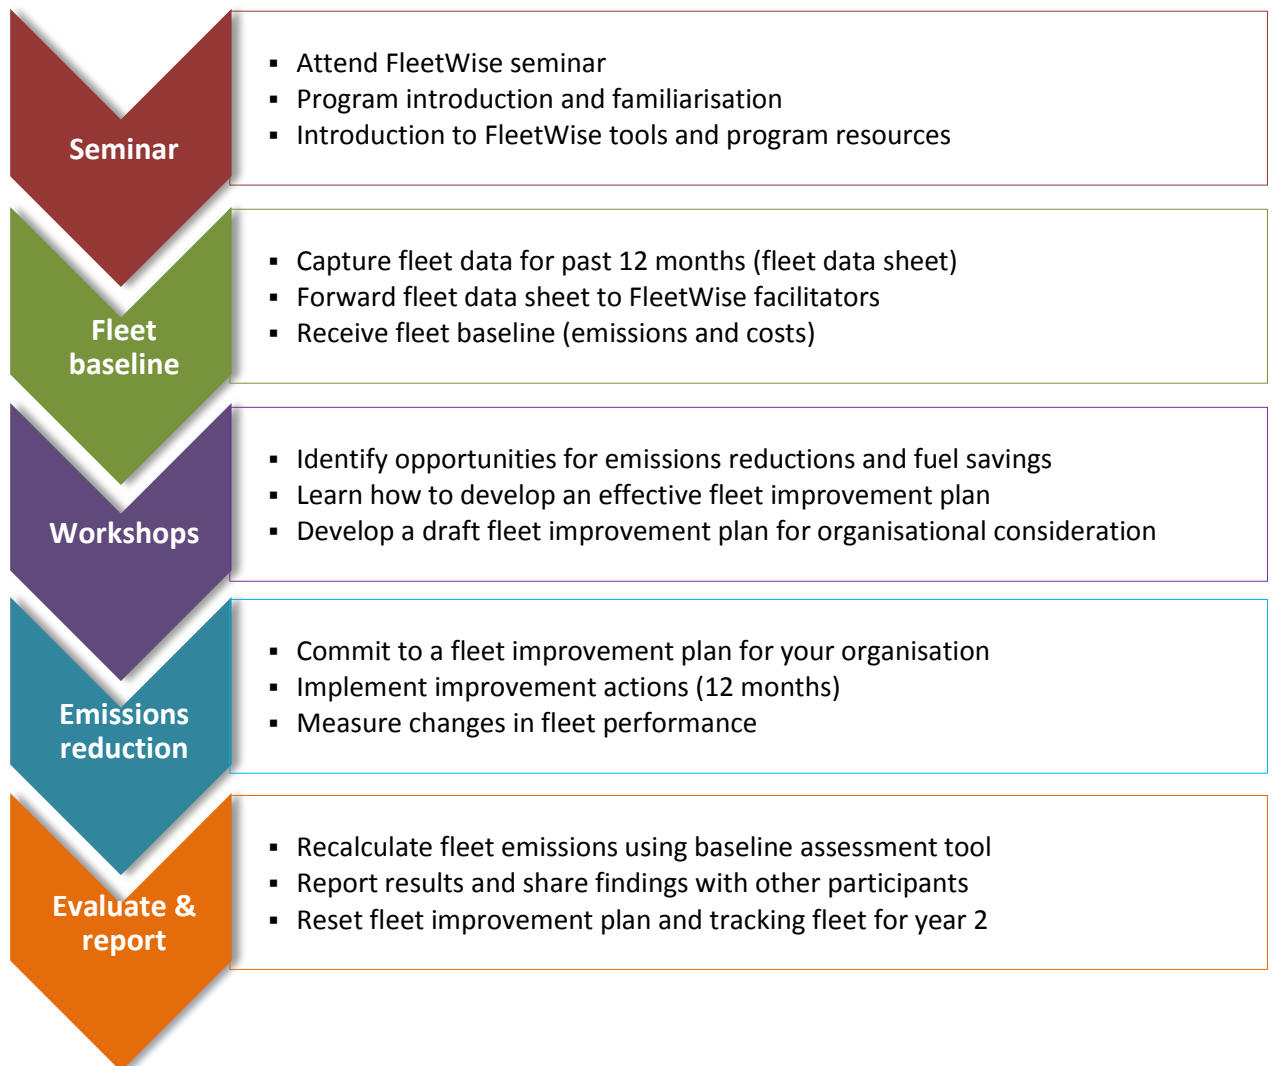 Seminar
▪ Attend FleetWise seminar
▪ Program introduction and familiarisation
▪ Introduction to FleetWise tools and program resources
Fleet
baseline
▪ Capture fleet data for past 12 months (fleet data sheet)
▪ Forward fleet data sheet to FleetWise facilitators
▪ Receive fleet baseline (emissions and costs)
Workshops
▪ Identify opportunities for emissions reductions and fuel savings
▪ Learn how to develop an effective fleet improvement plan
▪ Develop a draft fleet improvement plan for organisational consideration
Emissions
reduction
▪ Commit to a fleet improvement plan for your organisation
▪ Implement improvement actions (12 months)
▪ Measure changes in fleet performance
Evaluate &
report
▪ Recalculate fleet emissions using baseline assessment tool
▪ Report results and share findings with other participants
▪ Reset fleet improvement plan and tracking fleet for year 2